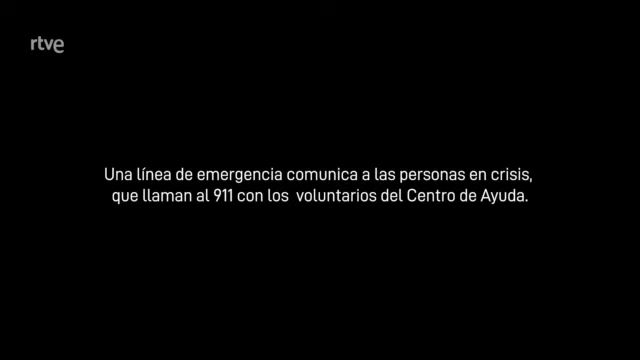 rtve
Una línea de emergencia comunica a las personas en crisis,
que llaman al 911 con los voluntarios del Centro de Ayuda.